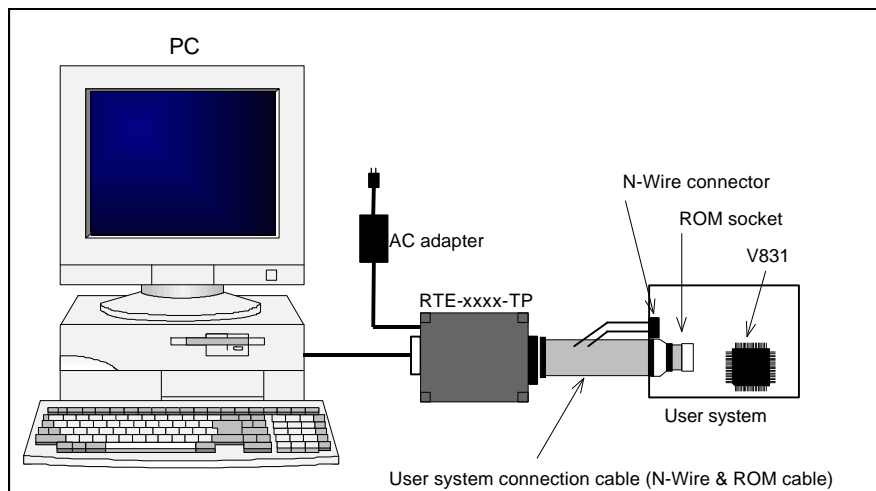 PC
N-Wire connector
ROM socket
AC adapter
V831
RTE-xxxx-TP
User system
User system connection cable (N-Wire & ROM cable)